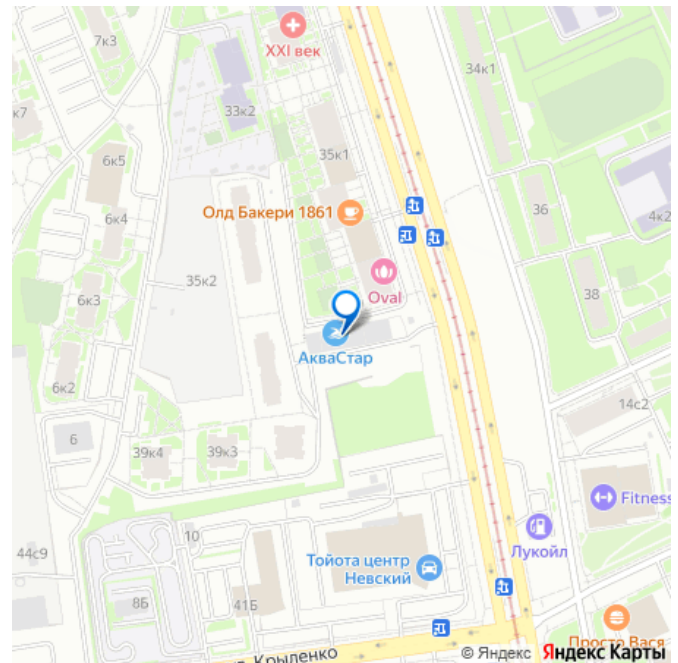 7к3
XXI век
34к1
33к2
к7
35к1
6к5
Олд Бакери 1861
36
4к2
6к4
35к2
Oval
38
6к3
АкваСтар
6к2
14с2
6
39к4
39к3
Fitness
44с9
10
Лукойл
Тойота центр
Невский
8Б
41Б
Просто Вася
л. Крыленко
© Яндекс Яндекс Карты